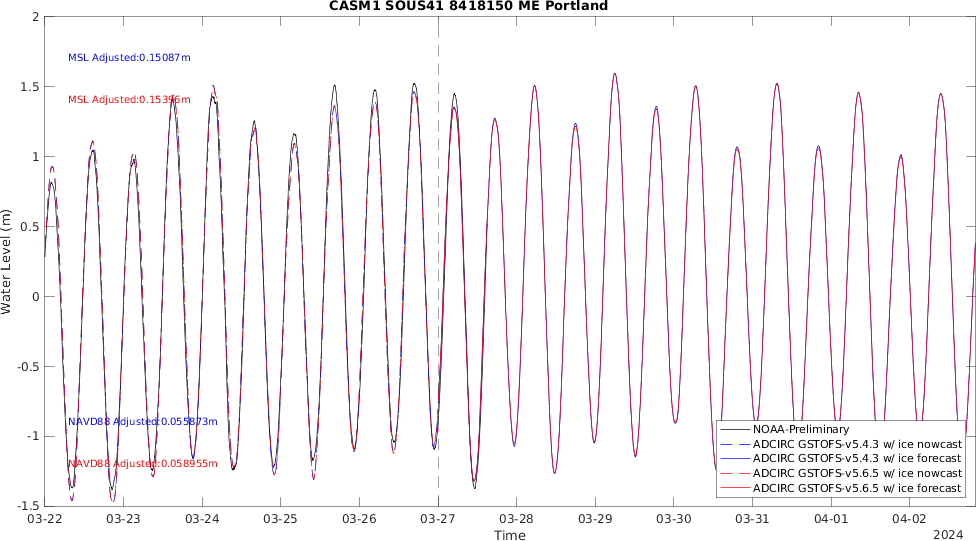 CASM1 SOUS41 8418150 ME Portland
2
1.5
1
0.5
0
-0.5
-1
-1.5
Water Level (m)
MSL Adjusted:0.15087m
MSL Adjusted:0.15396m
NAVD88 Adjusted:0.055873m
NAVD88 Adjusted:0.058955m
NOAA-Preliminary
ADCIRC GSTOFS-v5.4.3 w/ ice nowcast
ADCIRC GSTOFS-v5.4.3 w/ ice forecast
ADCIRC GSTOFS-v5.6.5 w/ ice nowcast
ADCIRC GSTOFS-v5.6.5 w/ ice forecast
03-22 03-23 03-24 03-25 03-26 03-27 03-28 03-29 03-30 03-31 04-01 04-02
Time
2024